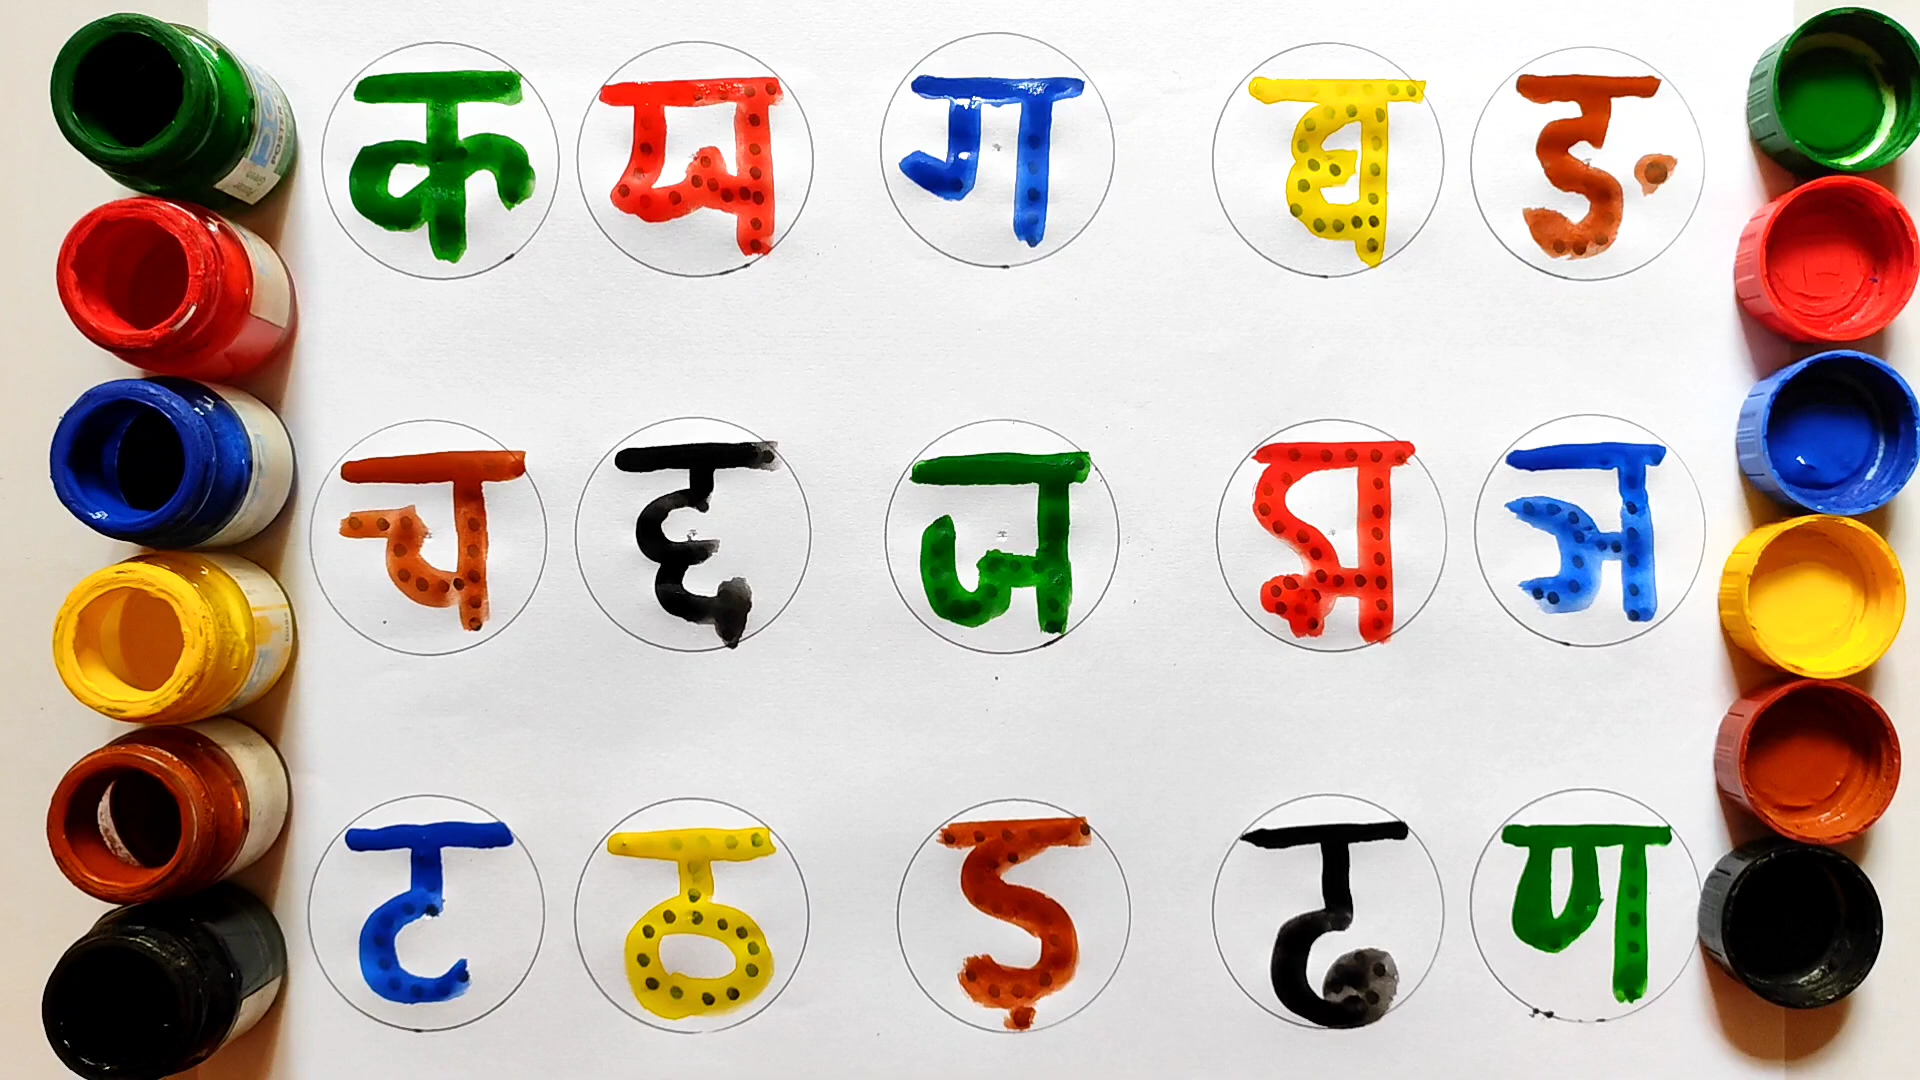 क ख ग घ ङ
च छ ज झ ञ
ट ठ ड ढ ण